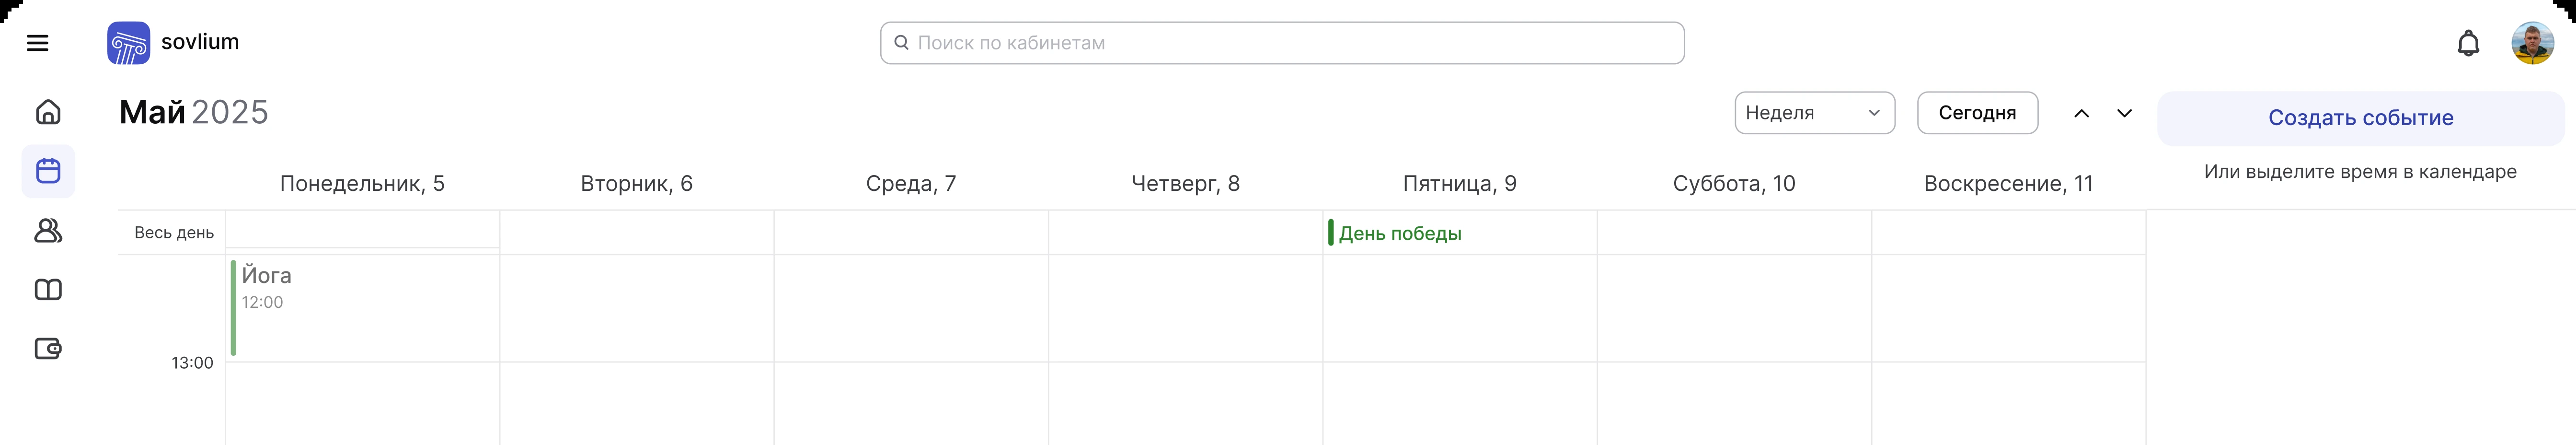 sovlium
Поиск по кабинетам
Май 2025
Неделя
Сегодня
Создать событие
Или выделите время в календаре
Понедельник, 5
Вторник, 6
Среда, 7
Четверг, 8
Пятница, 9
Суббота, 10
Воскресение, 11
Весь день
День победы
Йога
12:00
13:00